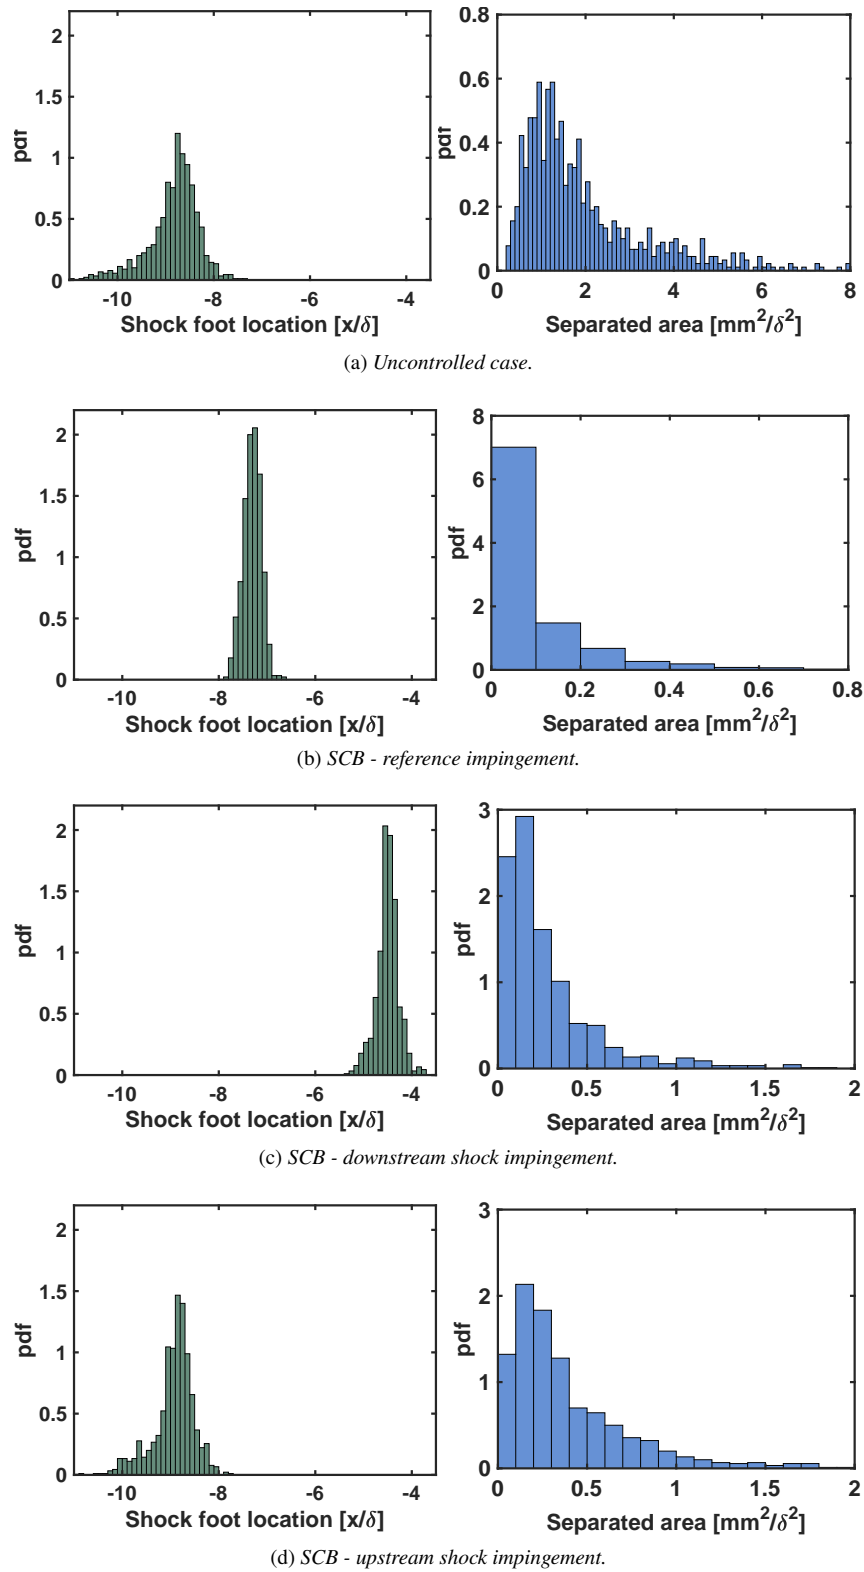 pdf
2
1.5
1
0.5
0
-10 -8 -6 -4
Shock foot location [x/δ]
pdf
0.8
0.6
0.4
0.2
0
0 2 4 6 8
Separated area [mm²/δ²]
(a) Uncontrolled case.
pdf
2
1.5
1
0.5
0
-10 -8 -6 -4
Shock foot location [x/δ]
pdf
8
6
4
2
0
0 0.2 0.4 0.6 0.8
Separated area [mm²/δ²]
(b) SCB - reference impingement.
pdf
2
1.5
1
0.5
0
-10 -8 -6 -4
Shock foot location [x/δ]
pdf
3
2
1
0
0 0.5 1 1.5 2
Separated area [mm²/δ²]
(c) SCB - downstream shock impingement.
pdf
2
1.5
1
0.5
0
-10 -8 -6 -4
Shock foot location [x/δ]
pdf
3
2
1
0
0 0.5 1 1.5 2
Separated area [mm²/δ²]
(d) SCB - upstream shock impingement.